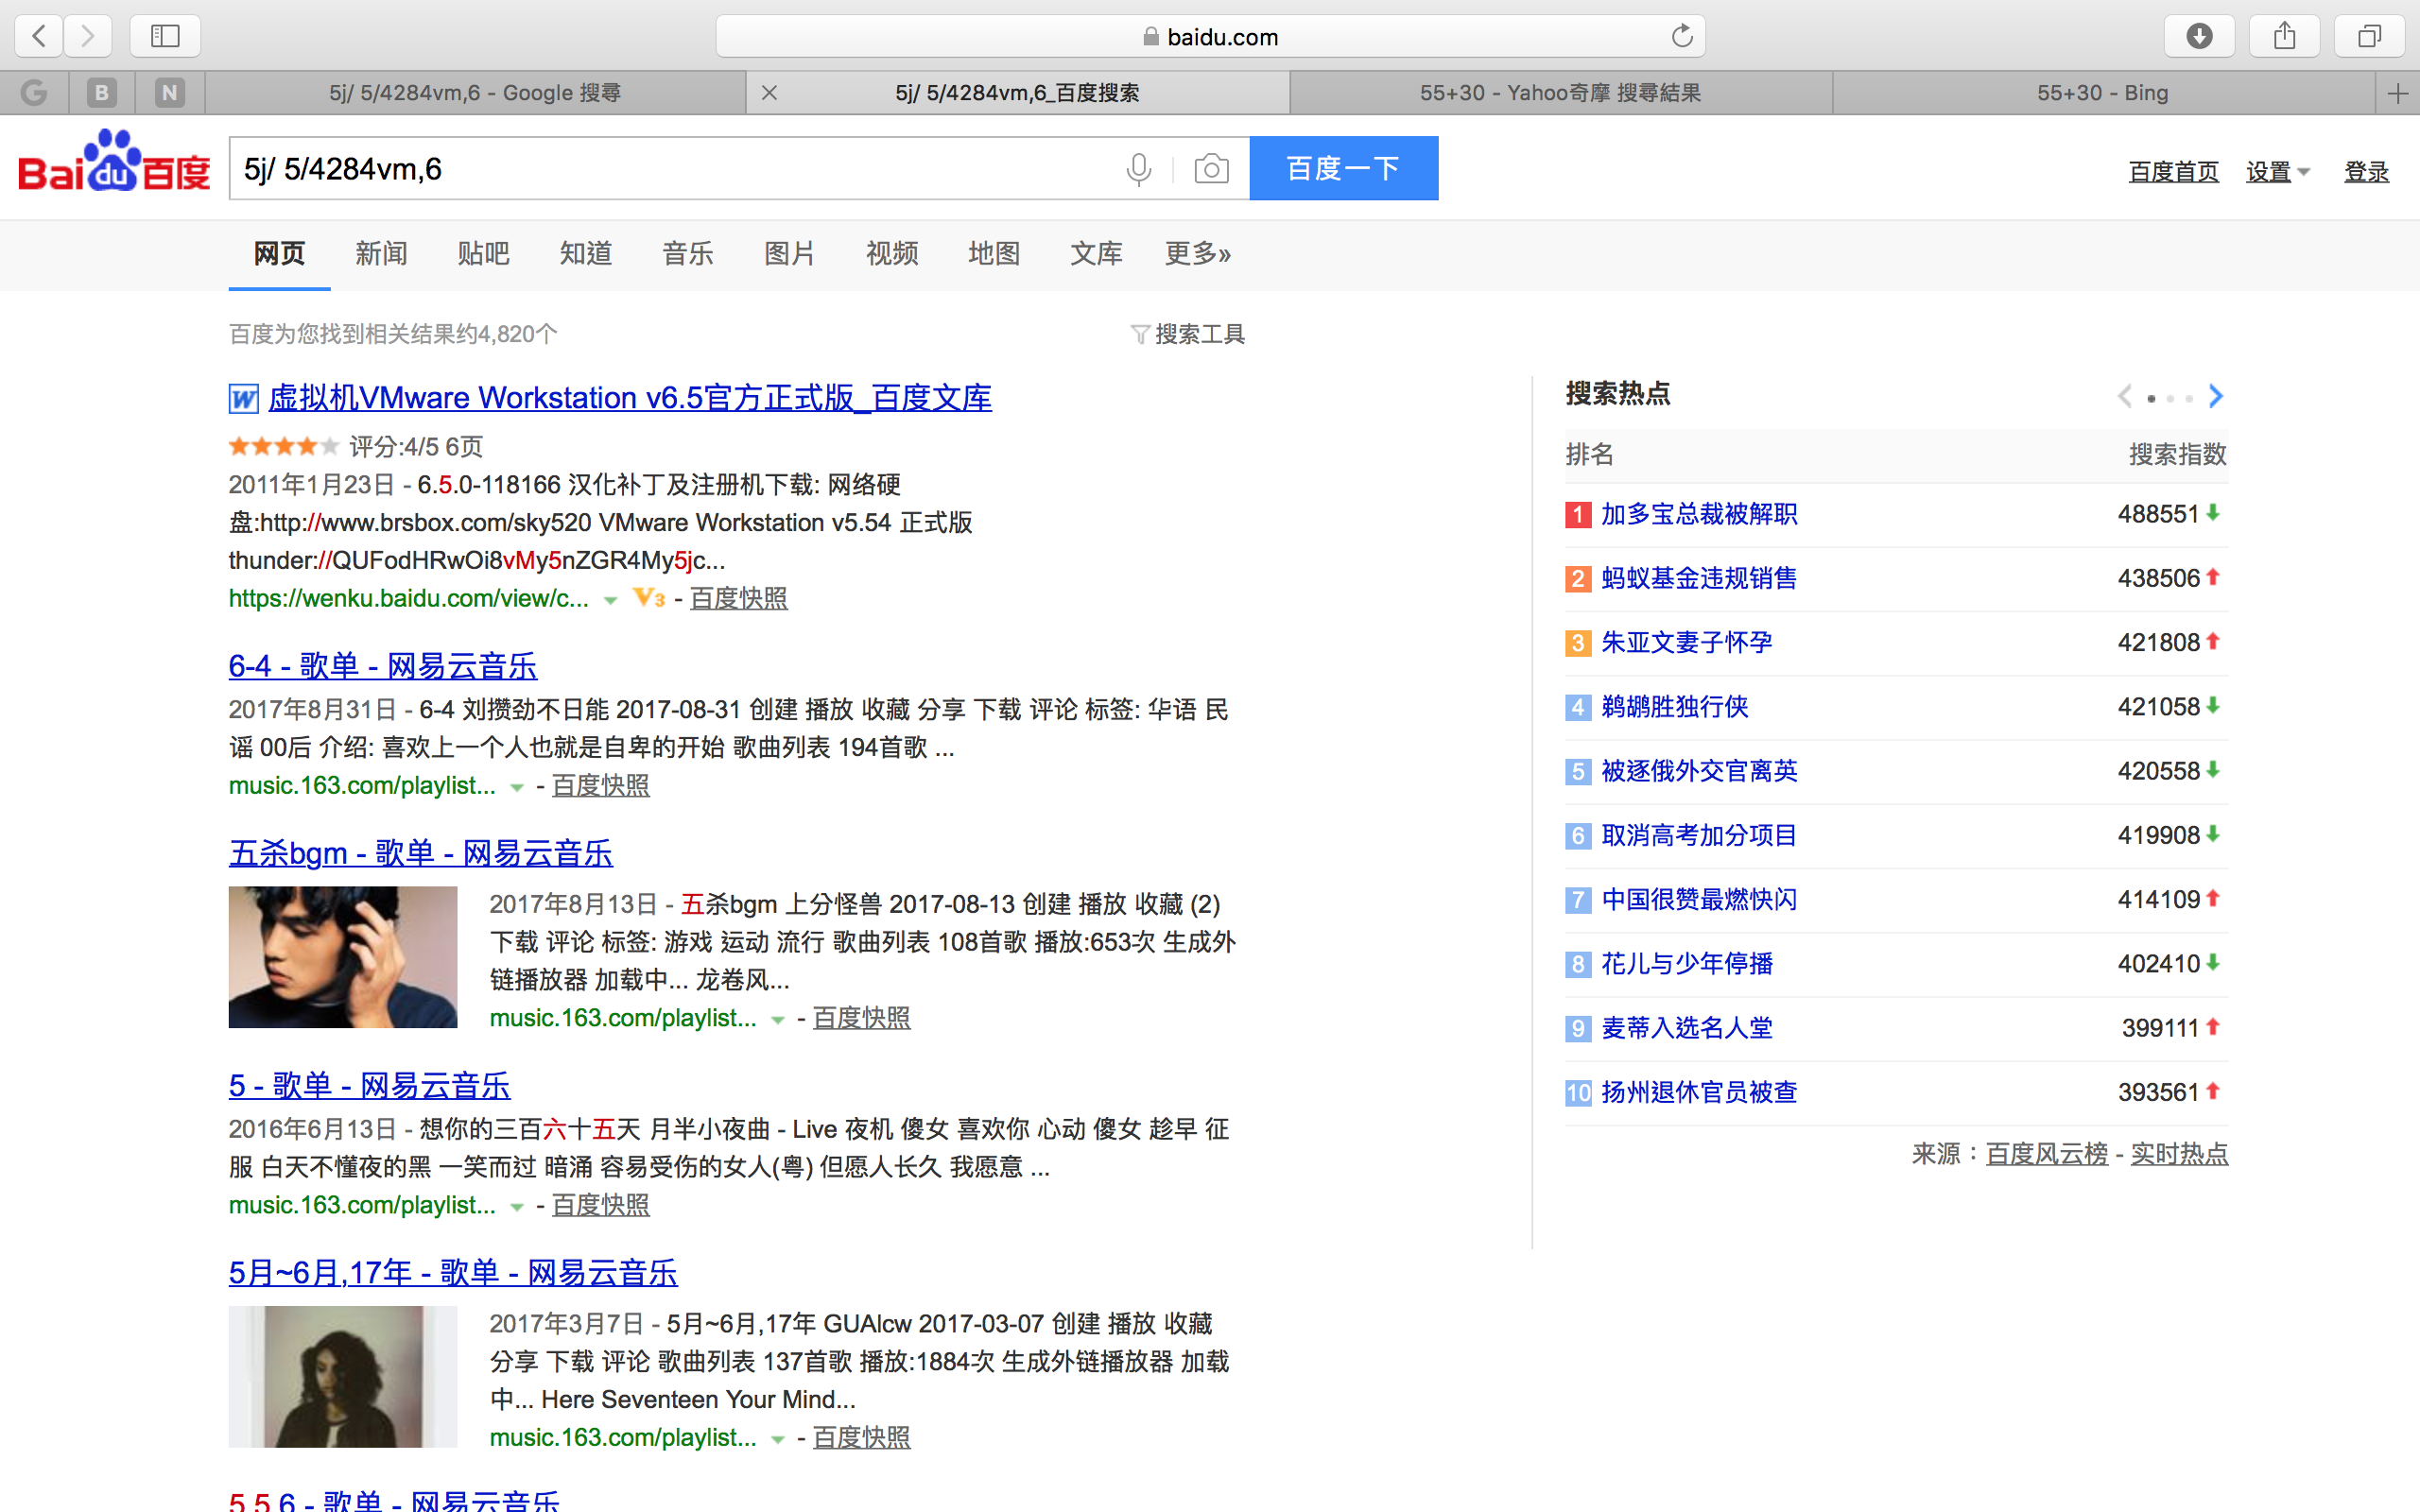 baidu.com
G B N 5j/ 5/4284vm,6 - Google 搜尋 5j/ 5/4284vm,6_百度搜索 55+30 - Yahoo奇摩 搜尋結果 55+30 - Bing
Bai du 百度 5j/ 5/4284vm,6 百度一下 百度首页 设置 登录
网页 新闻 贴吧 知道 音乐 图片 视频 地图 文库 更多»
百度为您找到相关结果约4,820个 搜索工具
W 虚拟机VMware Workstation v6.5官方正式版_百度文库
评分:4/5 6页
2011年1月23日 - 6.5.0-118166 汉化补丁及注册机下载: 网络硬
盘:http://www.brsbox.com/sky520 VMware Workstation v5.54 正式版
thunder://QUFodHRwOi8vMy5nZGR4My5jc...
https://wenku.baidu.com/view/c... V3 - 百度快照
6-4 - 歌单 - 网易云音乐
2017年8月31日 - 6-4 刘攒劲不日能 2017-08-31 创建 播放 收藏 分享 下载 评论 标签: 华语 民
谣 00后 介绍: 喜欢上一个人也就是自卑的开始 歌曲列表 194首歌 ...
music.163.com/playlist... - 百度快照
五杀bgm - 歌单 - 网易云音乐
2017年8月13日 - 五杀bgm 上分怪兽 2017-08-13 创建 播放 收藏 (2)
下载 评论 标签: 游戏 运动 流行 歌曲列表 108首歌 播放:653次 生成外
链播放器 加载中... 龙卷风...
music.163.com/playlist... - 百度快照
5 - 歌单 - 网易云音乐
2016年6月13日 - 想你的三百六十五天 月半小夜曲 - Live 夜机 傻女 喜欢你 心动 傻女 趁早 征
服 白天不懂夜的黑 一笑而过 暗涌 容易受伤的女人(粤) 但愿人长久 我愿意 ...
music.163.com/playlist... - 百度快照
5月~6月,17年 - 歌单 - 网易云音乐
2017年3月7日 - 5月~6月,17年 GUAlcw 2017-03-07 创建 播放 收藏
分享 下载 评论 歌曲列表 137首歌 播放:1884次 生成外链播放器 加载
中... Here Seventeen Your Mind...
music.163.com/playlist... - 百度快照
5 5 6 - 歌单 - 网易云音乐
搜索热点
排名 搜索指数
1 加多宝总裁被解职 488551
2 蚂蚁基金违规销售 438506
3 朱亚文妻子怀孕 421808
4 鹈鹕胜独行侠 421058
5 被逐俄外交官离英 420558
6 取消高考加分项目 419908
7 中国很赞最燃快闪 414109
8 花儿与少年停播 402410
9 麦蒂入选名人堂 399111
10 扬州退休官员被查 393561
来源：百度风云榜 - 实时热点